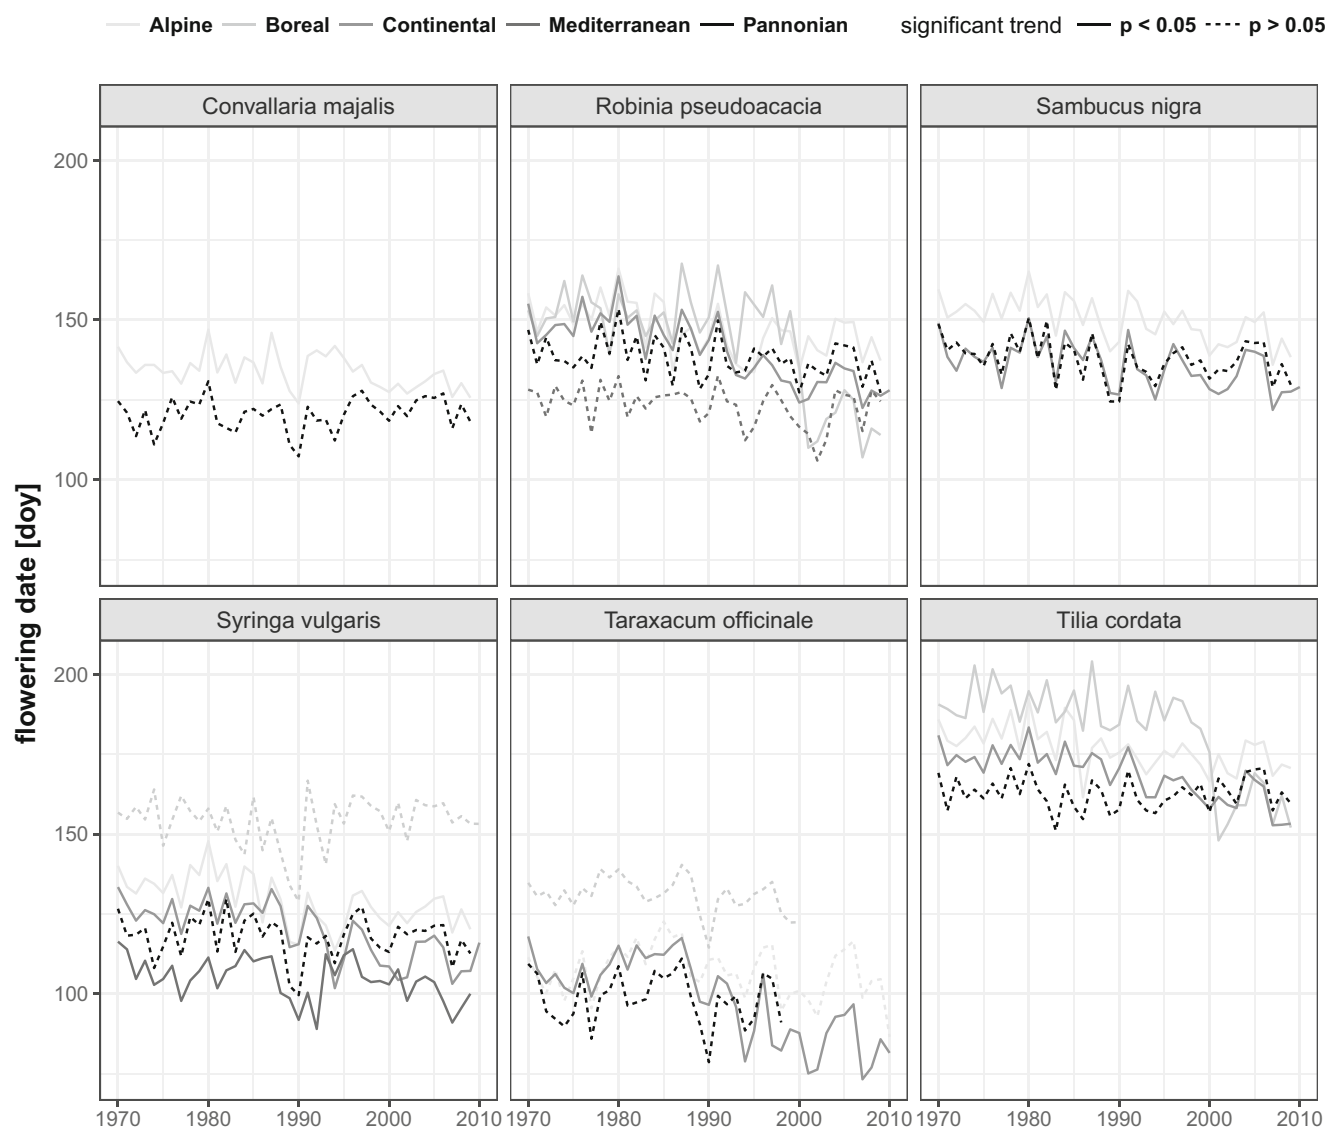 Alpine Boreal Continental Mediterranean Pannonian significant trend p < 0.05 p > 0.05
Convallaria majalis Robinia pseudoacacia Sambucus nigra
200
150
100
flowering date [doy]
Syringa vulgaris Taraxacum officinale Tilia cordata
200
150
100
1970 1980 1990 2000 2010 1970 1980 1990 2000 2010 1970 1980 1990 2000 2010